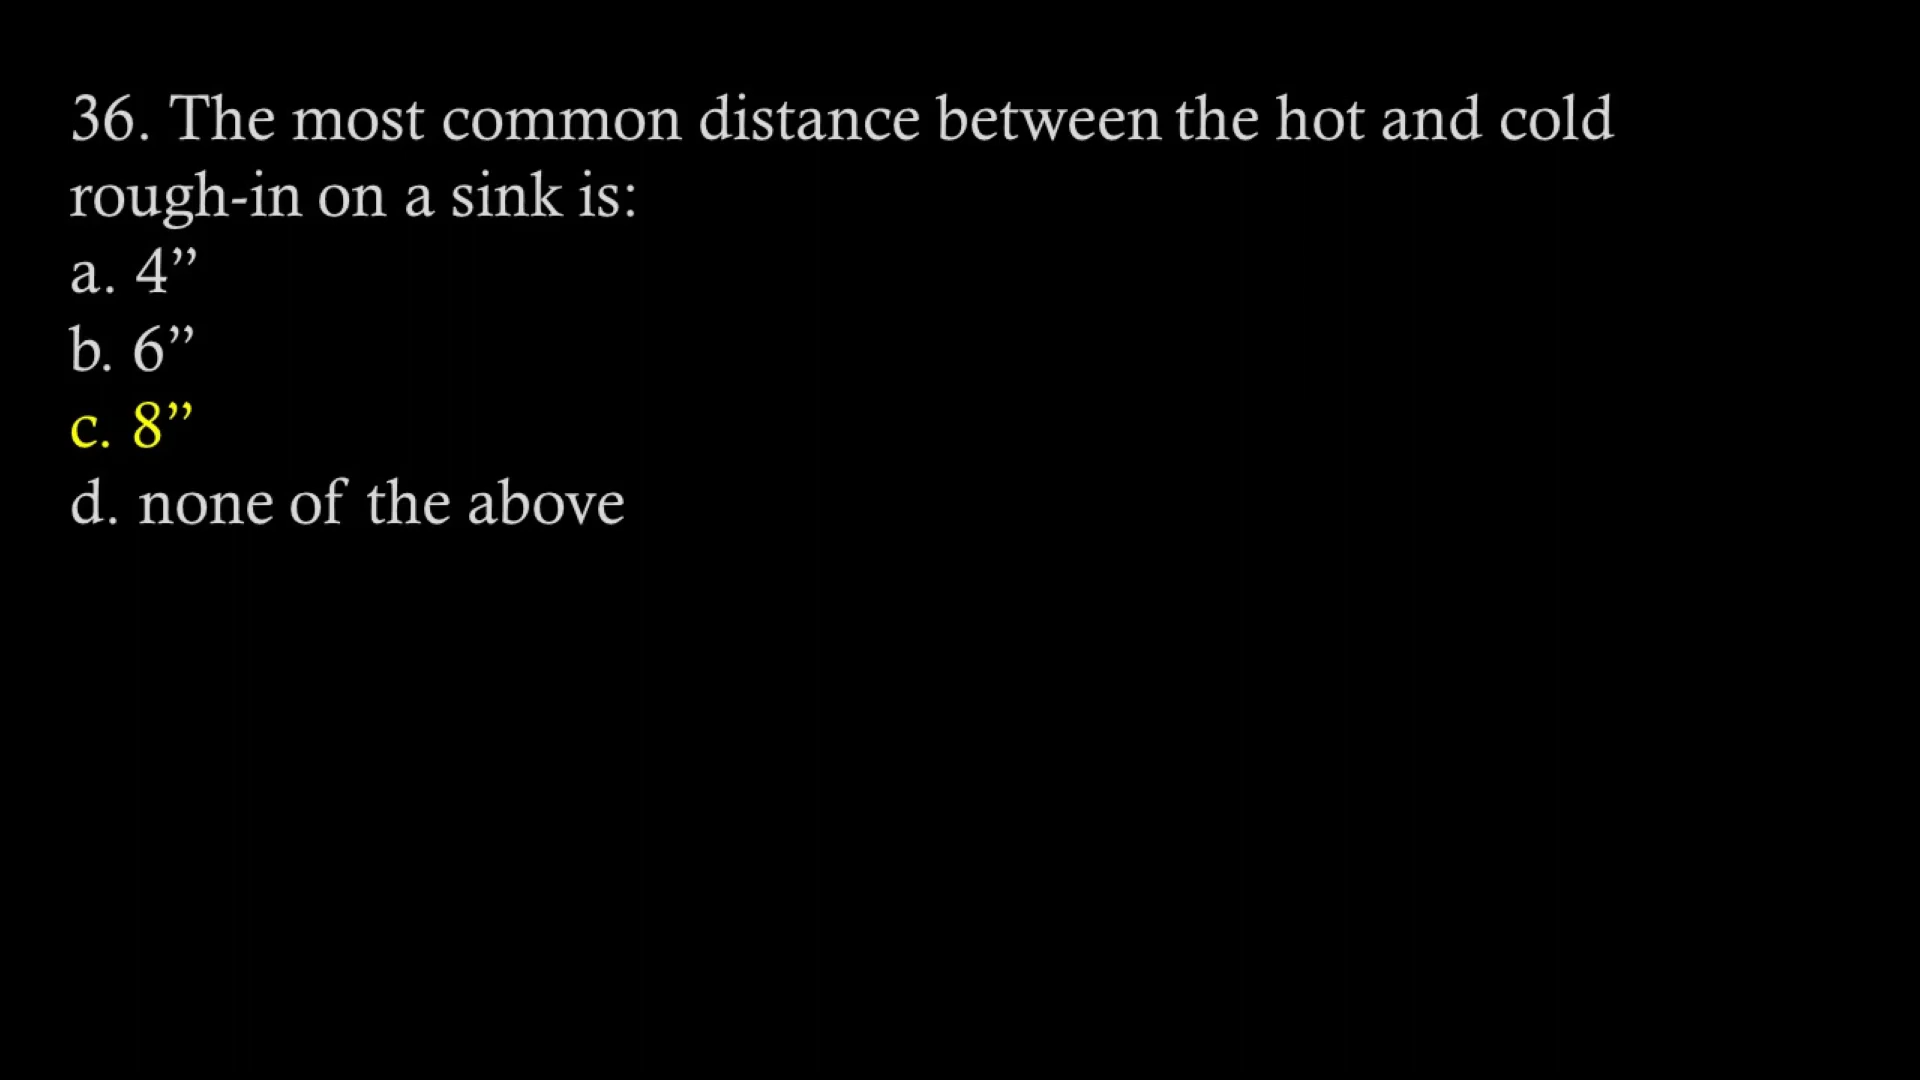 36. The most common distance between the hot and cold
rough-in on a sink is:
a. 4”
b. 6”
c. 8”
d. none of the above